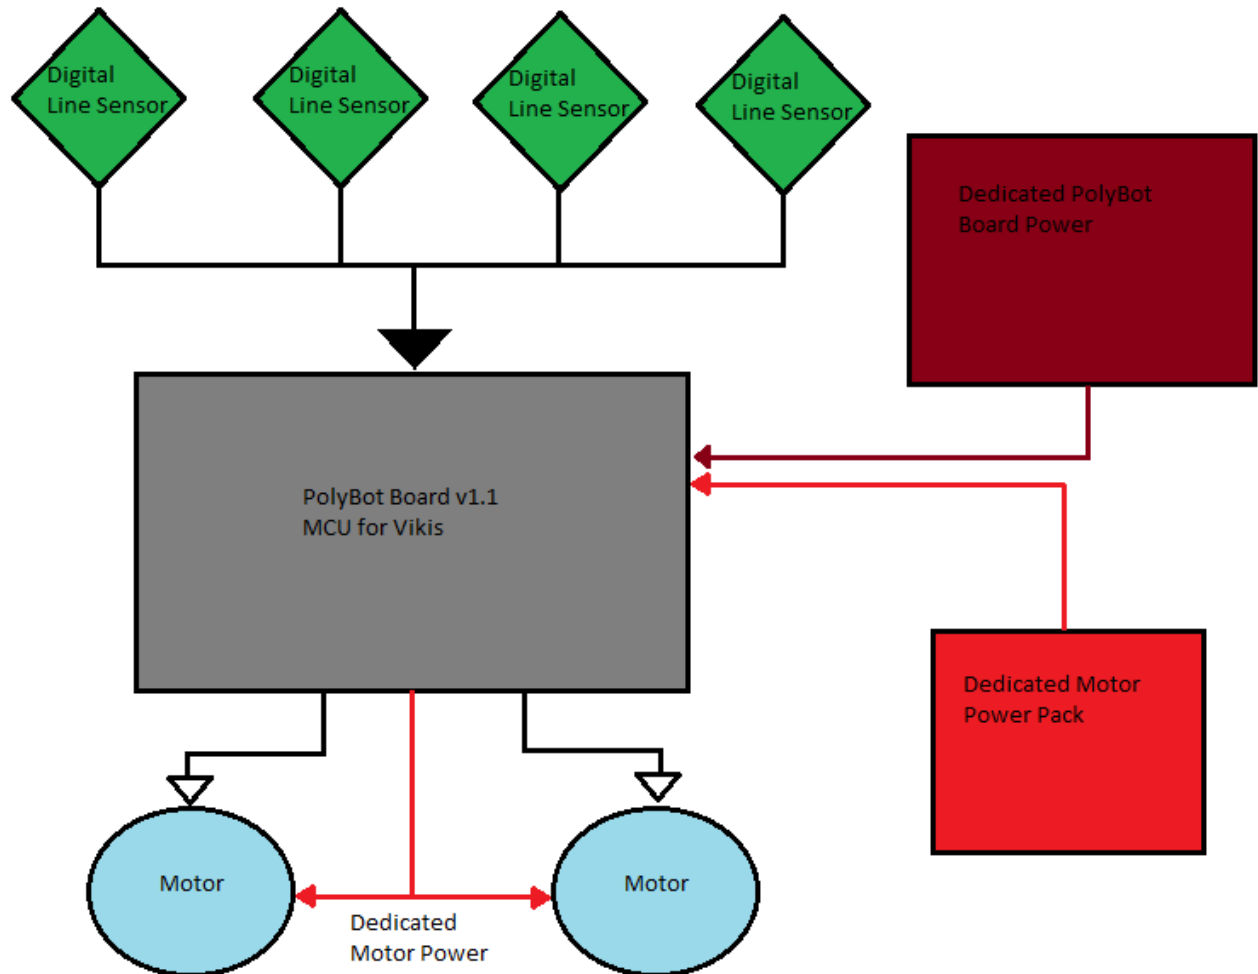 Digital
Line Sensor
Digital
Line Sensor
Digital
Line Sensor
Digital
Line Sensor
Dedicated PolyBot
Board Power
PolyBot Board v1.1
MCU for Vikis
Dedicated Motor
Power Pack
Motor
Motor
Dedicated
Motor Power